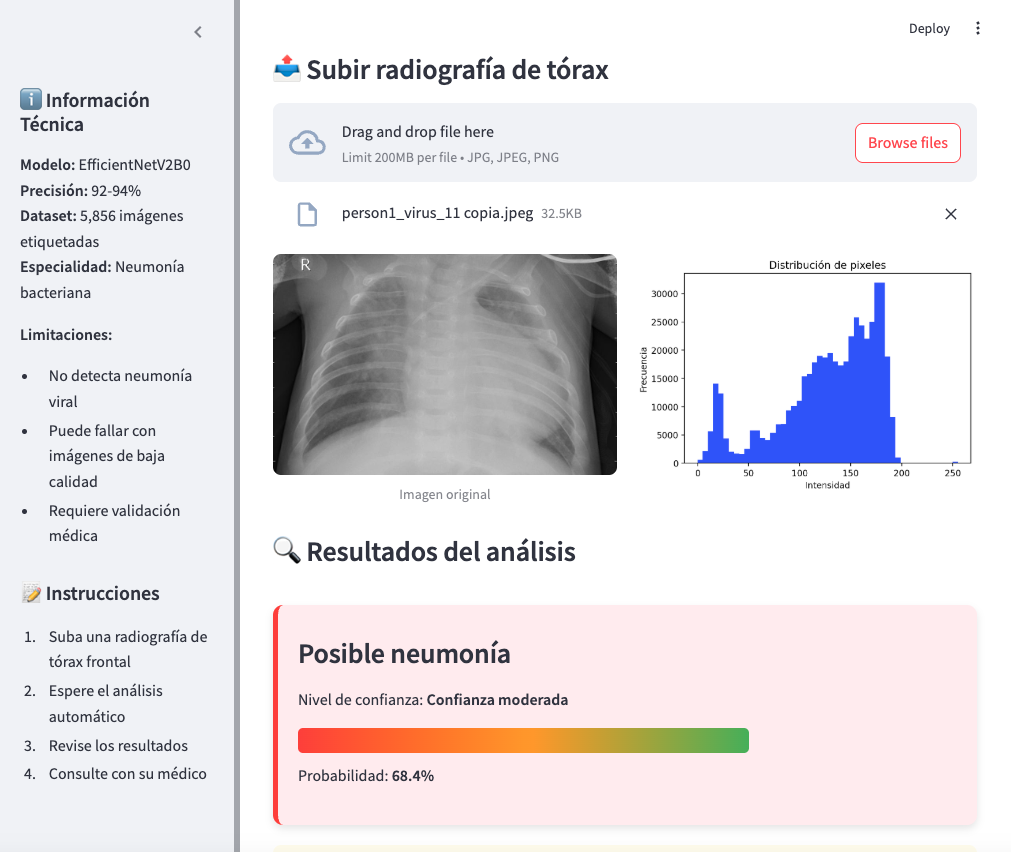 Deploy
ℹ️ Información
Técnica
Modelo: EfficientNetV2B0
Precisión: 92-94%
Dataset: 5,856 imágenes
etiquetadas
Especialidad: Neumonía
bacteriana
Limitaciones:
• No detecta neumonía
viral
• Puede fallar con
imágenes de baja
calidad
• Requiere validación
médica
📝 Instrucciones
1. Suba una radiografía de
tórax frontal
2. Espere el análisis
automático
3. Revise los resultados
4. Consulte con su médico
📤 Subir radiografía de tórax
Drag and drop file here
Limit 200MB per file • JPG, JPEG, PNG
Browse files
person1_virus_11 copia.jpeg 32.5KB
R
Imagen original
Distribución de pixeles
Frecuencia
30000
25000
20000
15000
10000
5000
0
0 50 100 150 200 250
Intensidad
🔍 Resultados del análisis
Posible neumonía
Nivel de confianza: Confianza moderada
Probabilidad: 68.4%